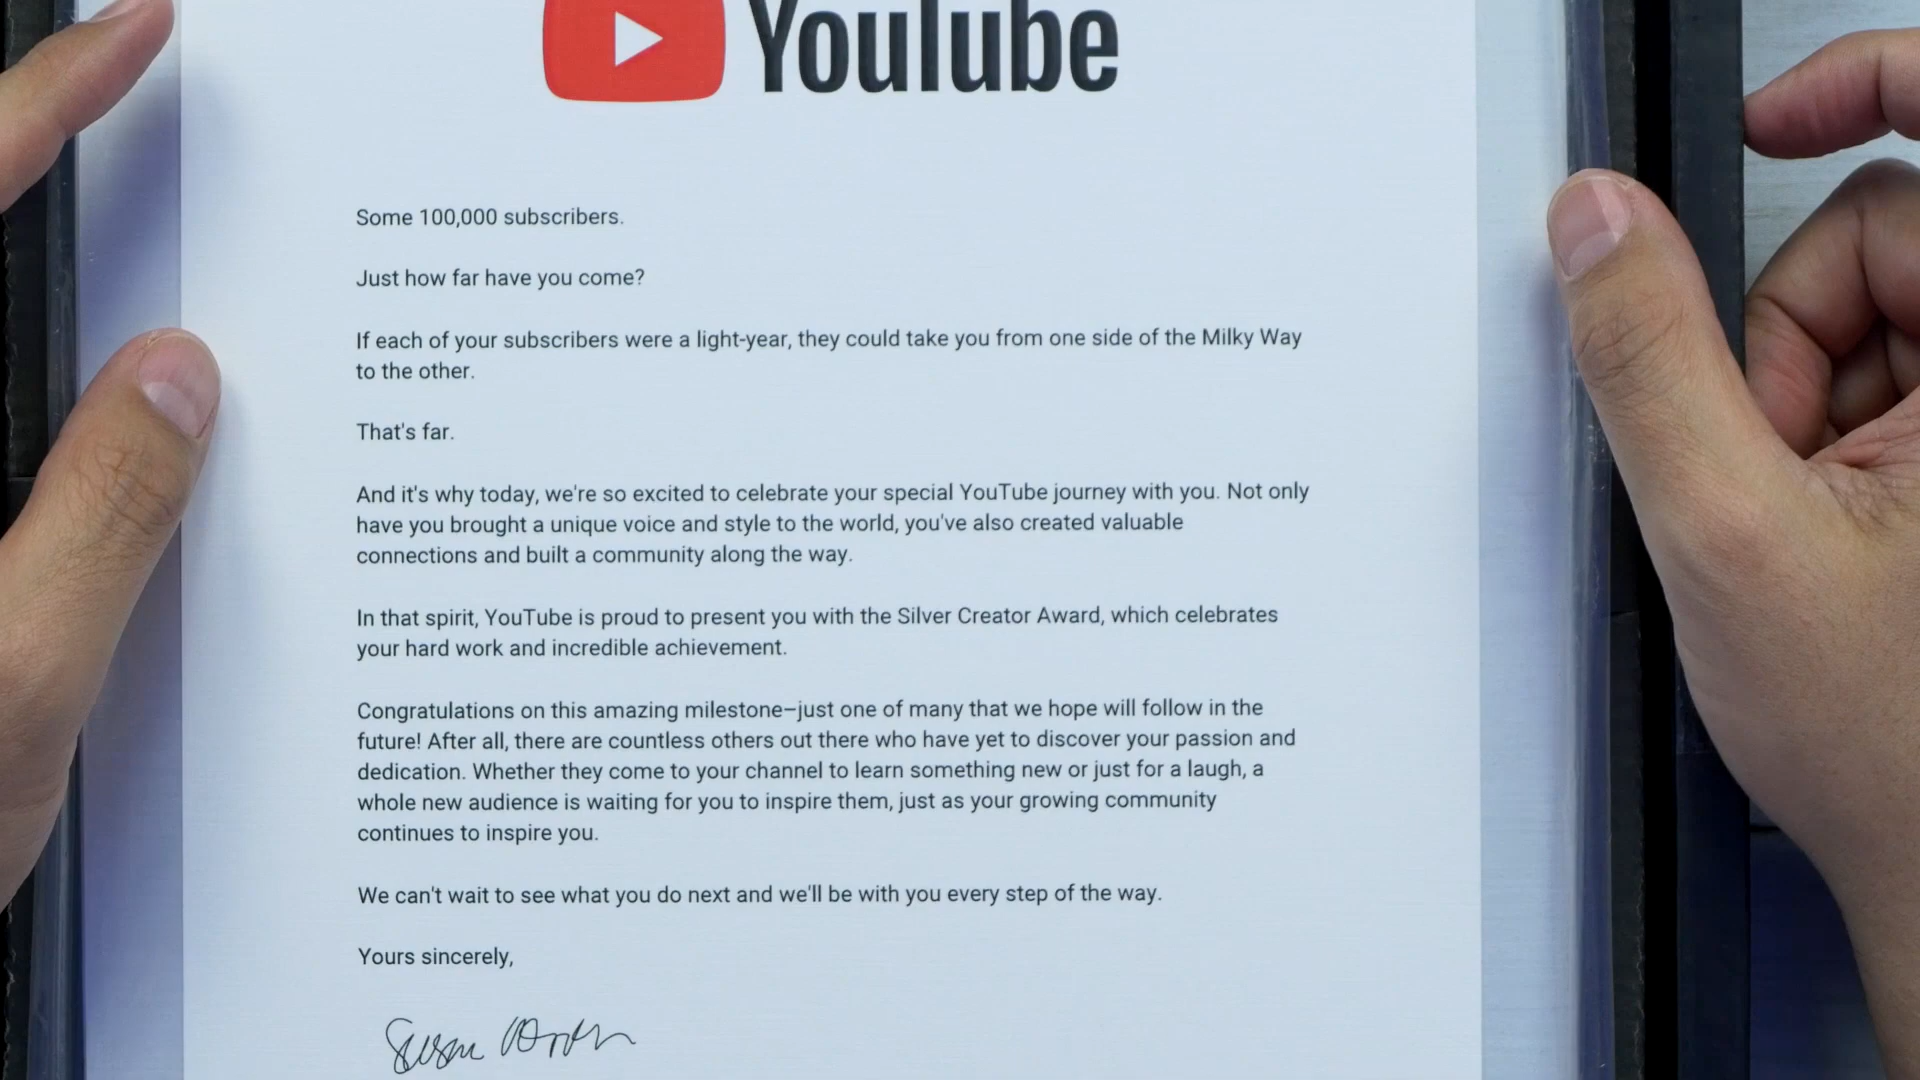 YouTube
Some 100,000 subscribers.
Just how far have you come?
If each of your subscribers were a light-year, they could take you from one side of the Milky Way
to the other.
That's far.
And it's why today, we're so excited to celebrate your special YouTube journey with you. Not only
have you brought a unique voice and style to the world, you've also created valuable
connections and built a community along the way.
In that spirit, YouTube is proud to present you with the Silver Creator Award, which celebrates
your hard work and incredible achievement.
Congratulations on this amazing milestone–just one of many that we hope will follow in the
future! After all, there are countless others out there who have yet to discover your passion and
dedication. Whether they come to your channel to learn something new or just for a laugh, a
whole new audience is waiting for you to inspire them, just as your growing community
continues to inspire you.
We can't wait to see what you do next and we'll be with you every step of the way.
Yours sincerely,
Susan